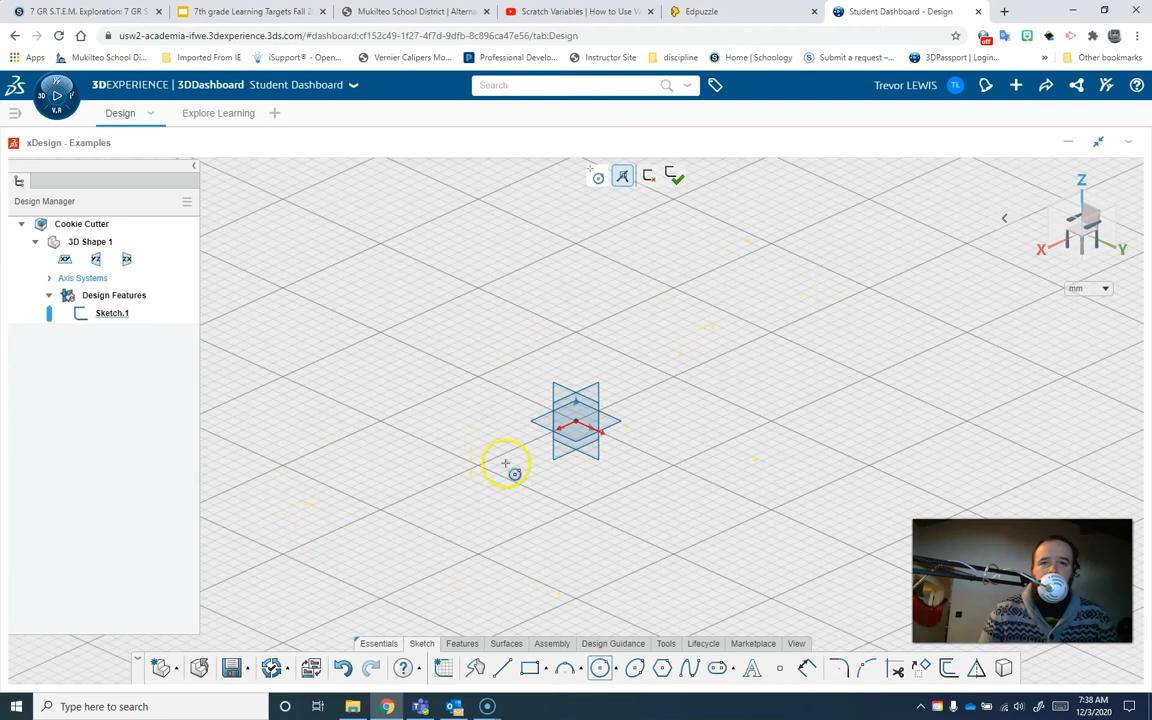 7 GR S.T.E.M. Exploration: 7 GR S
7th grade Learning Targets Fall 2
Mukilteo School District | Alterna
Scratch Variables | How to Use V
Edpuzzle
Student Dashboard - Design
usw2-academia-ifwe.3dexperience.3ds.com/#dashboard:cf152c49-1f27-4f7d-9dfb-8c896ca47e56/tab:Design
Apps
Mukilteo School Di...
Imported From IE
iSupport® - Open...
Vernier Calipers Mo...
Professional Develo...
Instructor Site
discipline
Home | Schoology
Submit a request –...
3DPassport | Login...
»
Other bookmarks
3DEXPERIENCE | 3DDashboard Student Dashboard
Search
Trevor LEWIS
TL
Design
Explore Learning
xDesign - Examples
Design Manager
Cookie Cutter
3D Shape 1
XY
YZ
ZX
Axis Systems
Design Features
Sketch.1
Z
X
Y
mm
Essentials
Sketch
Features
Surfaces
Assembly
Design Guidance
Tools
Lifecycle
Marketplace
View
Type here to search
7:38 AM
12/3/2020